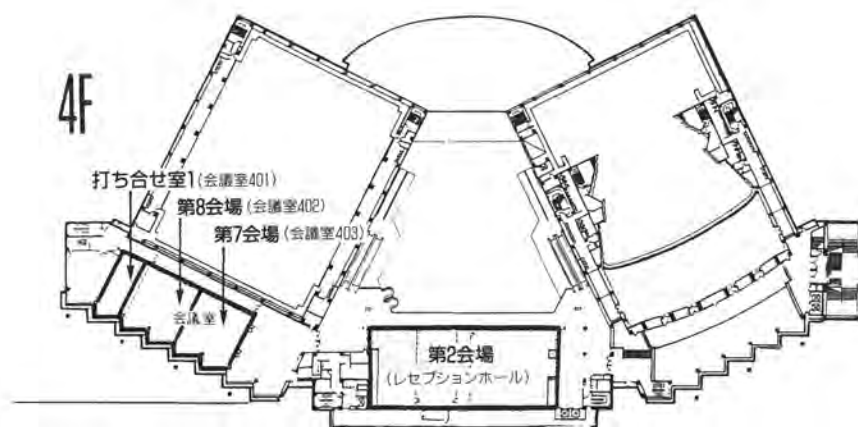 4F
打ち合せ室1(会議室401)
第8会場(会議室402)
第7会場(会議室403)
会議室
第2会場
(レセプションホール)